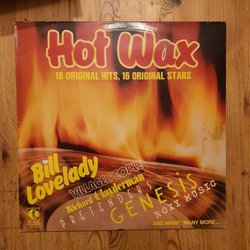 Hot Wax
16 ORIGINAL HITS, 16 ORIGINAL STARS
Bill
Lovelady
VILLAGE PEOPLE
Richard Clayderman
PRETENDERS
GENESIS
ROXY MUSIC
AND MANY, MANY MORE...